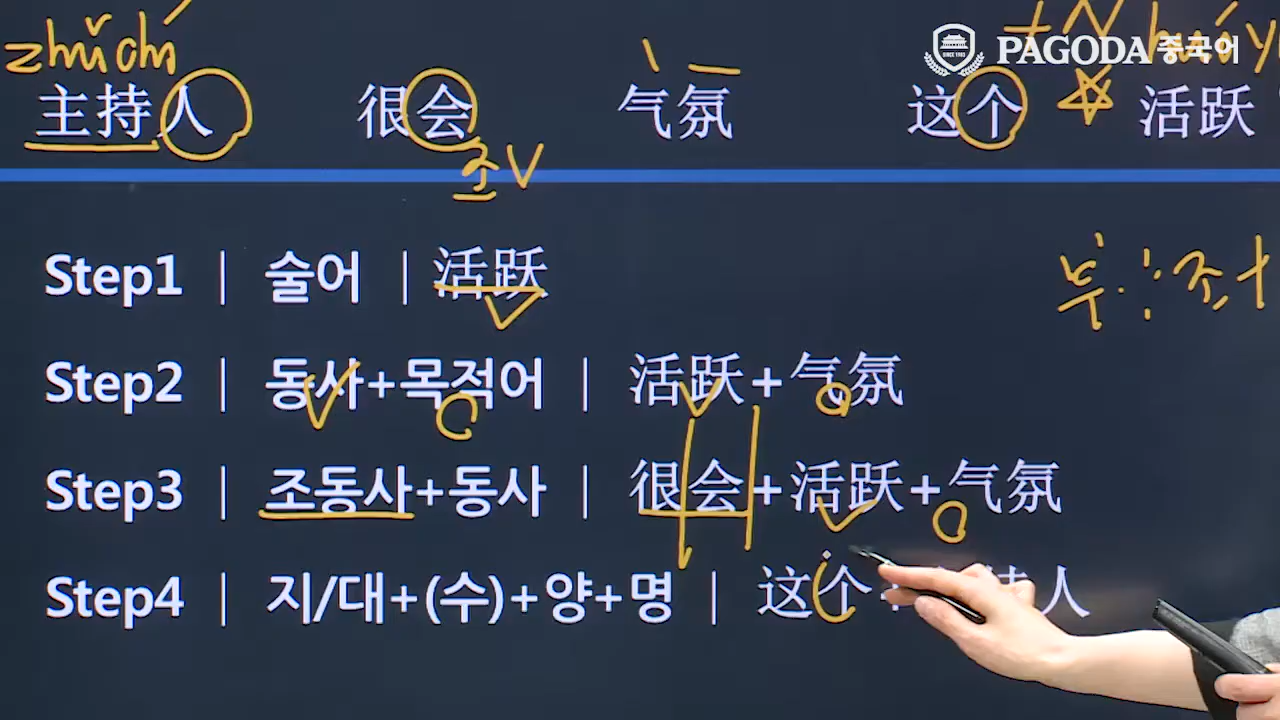 PAGODA 중국어
zhǔchí
主持人 很会 气氛 这个 活跃
조V
Step1 | 술어 | 活跃
Step2 | 동사+목적어 | 活跃+气氛
Step3 | 조동사+동사 | 很会+活跃+气氛
Step4 | 지/대+(수)+양+명 | 这个 人